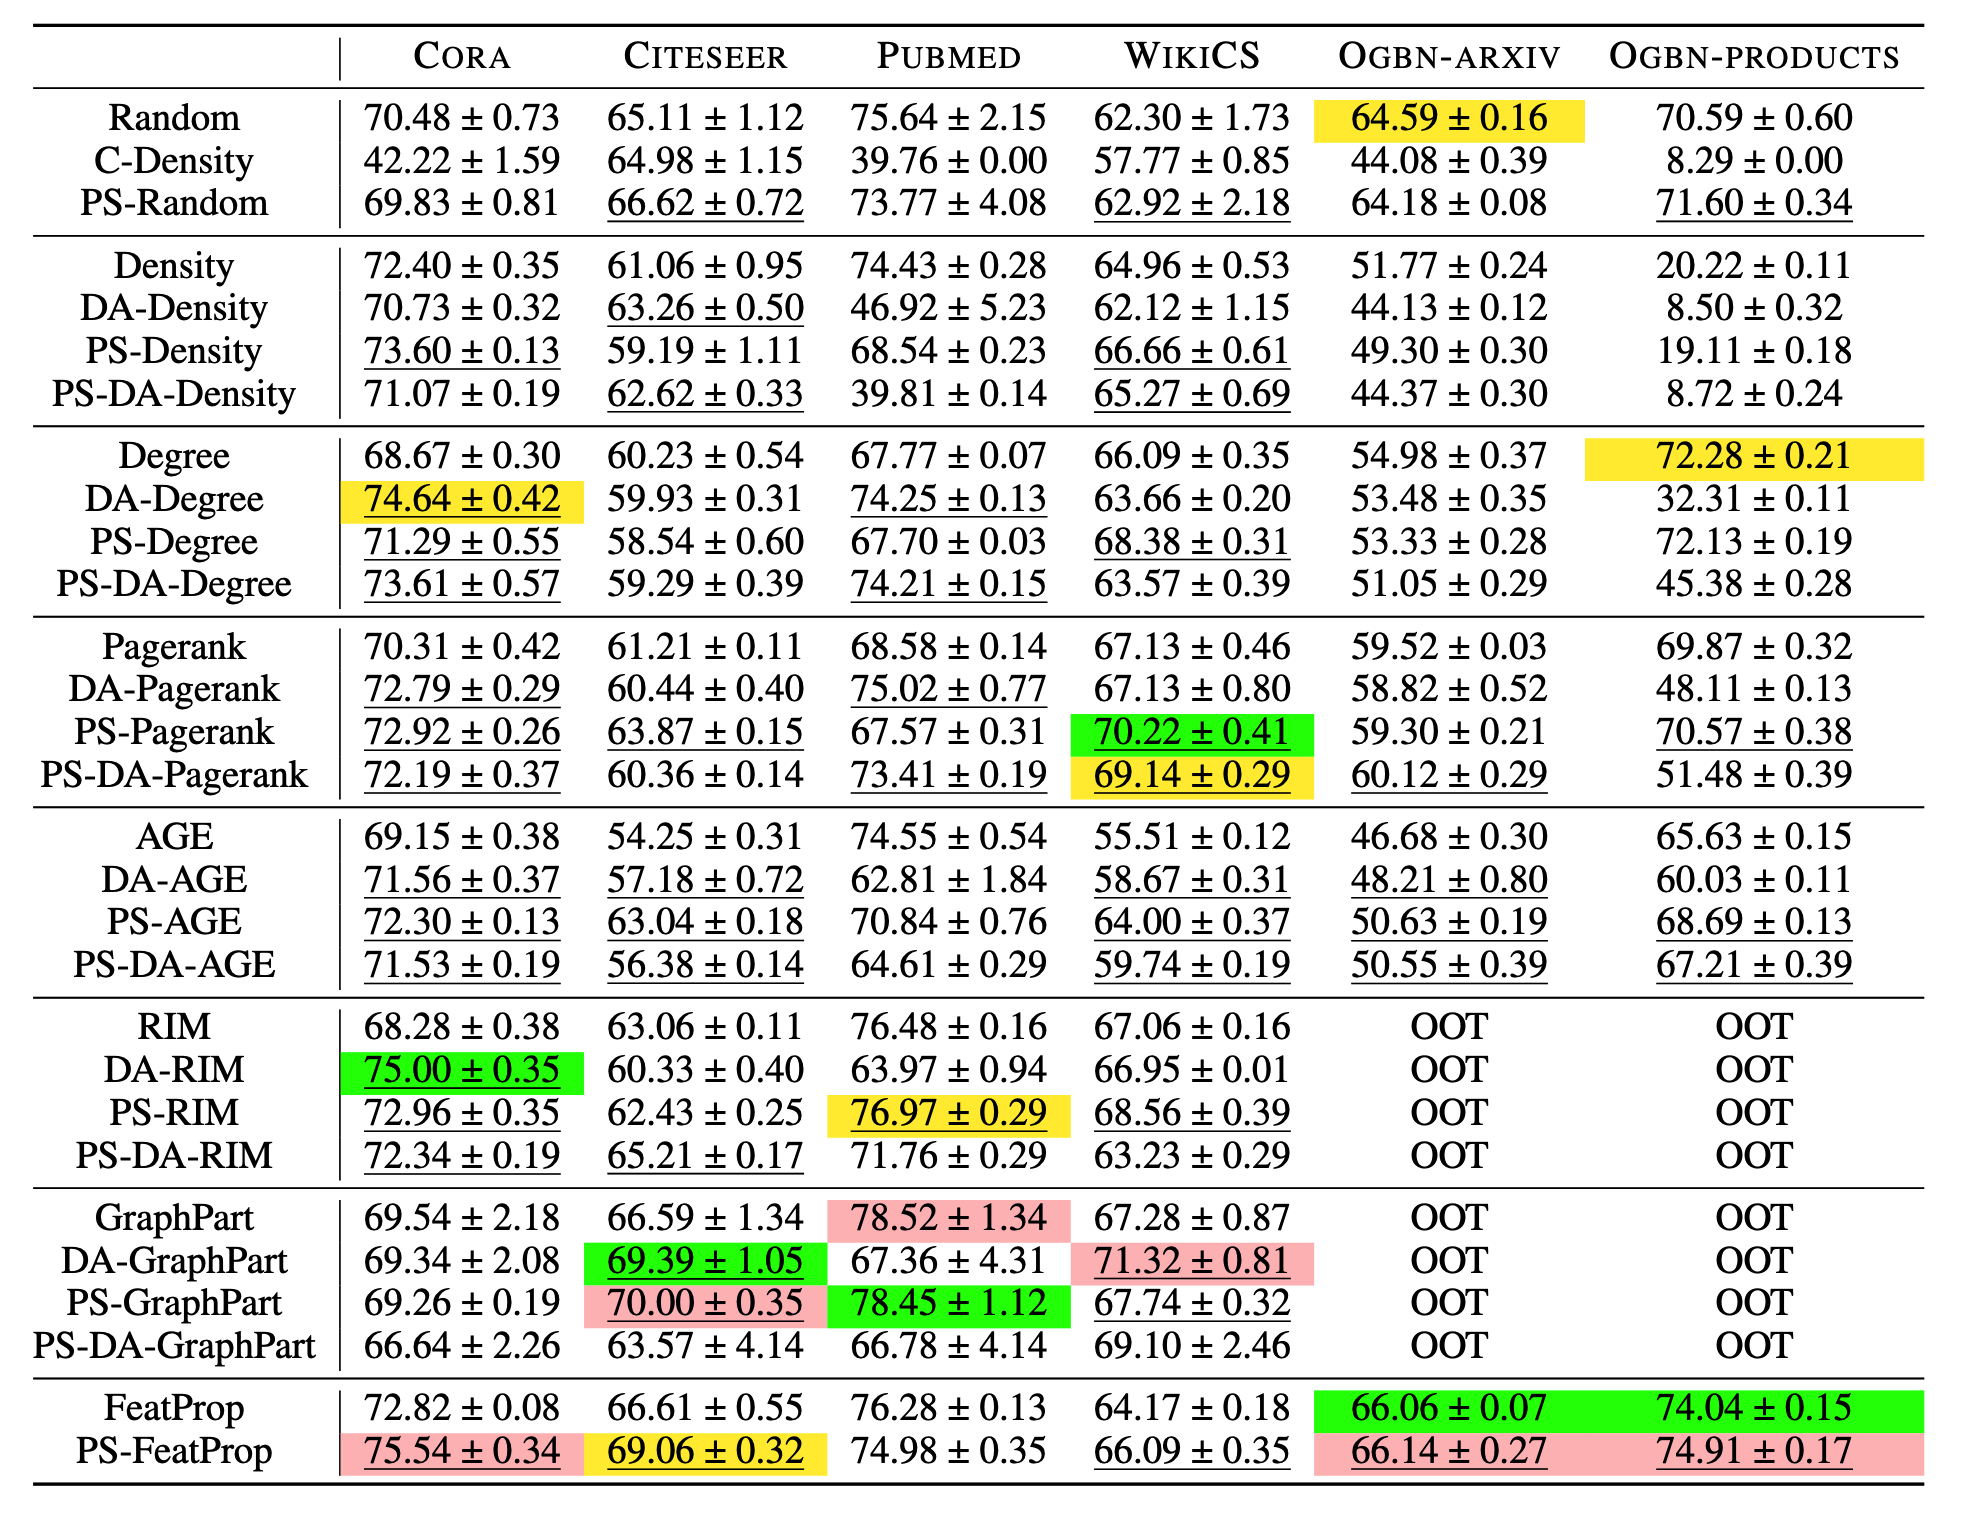 CORA CITESEER PUBMED WIKICS OGBN-ARXIV OGBN-PRODUCTS
Random 70.48 ± 0.73 65.11 ± 1.12 75.64 ± 2.15 62.30 ± 1.73 64.59 ± 0.16 70.59 ± 0.60
C-Density 42.22 ± 1.59 64.98 ± 1.15 39.76 ± 0.00 57.77 ± 0.85 44.08 ± 0.39 8.29 ± 0.00
PS-Random 69.83 ± 0.81 66.62 ± 0.72 73.77 ± 4.08 62.92 ± 2.18 64.18 ± 0.08 71.60 ± 0.34
Density 72.40 ± 0.35 61.06 ± 0.95 74.43 ± 0.28 64.96 ± 0.53 51.77 ± 0.24 20.22 ± 0.11
DA-Density 70.73 ± 0.32 63.26 ± 0.50 46.92 ± 5.23 62.12 ± 1.15 44.13 ± 0.12 8.50 ± 0.32
PS-Density 73.60 ± 0.13 59.19 ± 1.11 68.54 ± 0.23 66.66 ± 0.61 49.30 ± 0.30 19.11 ± 0.18
PS-DA-Density 71.07 ± 0.19 62.62 ± 0.33 39.81 ± 0.14 65.27 ± 0.69 44.37 ± 0.30 8.72 ± 0.24
Degree 68.67 ± 0.30 60.23 ± 0.54 67.77 ± 0.07 66.09 ± 0.35 54.98 ± 0.37 72.28 ± 0.21
DA-Degree 74.64 ± 0.42 59.93 ± 0.31 74.25 ± 0.13 63.66 ± 0.20 53.48 ± 0.35 32.31 ± 0.11
PS-Degree 71.29 ± 0.55 58.54 ± 0.60 67.70 ± 0.03 68.38 ± 0.31 53.33 ± 0.28 72.13 ± 0.19
PS-DA-Degree 73.61 ± 0.57 59.29 ± 0.39 74.21 ± 0.15 63.57 ± 0.39 51.05 ± 0.29 45.38 ± 0.28
Pagerank 70.31 ± 0.42 61.21 ± 0.11 68.58 ± 0.14 67.13 ± 0.46 59.52 ± 0.03 69.87 ± 0.32
DA-Pagerank 72.79 ± 0.29 60.44 ± 0.40 75.02 ± 0.77 67.13 ± 0.80 58.82 ± 0.52 48.11 ± 0.13
PS-Pagerank 72.92 ± 0.26 63.87 ± 0.15 67.57 ± 0.31 70.22 ± 0.41 59.30 ± 0.21 70.57 ± 0.38
PS-DA-Pagerank 72.19 ± 0.37 60.36 ± 0.14 73.41 ± 0.19 69.14 ± 0.29 60.12 ± 0.29 51.48 ± 0.39
AGE 69.15 ± 0.38 54.25 ± 0.31 74.55 ± 0.54 55.51 ± 0.12 46.68 ± 0.30 65.63 ± 0.15
DA-AGE 71.56 ± 0.37 57.18 ± 0.72 62.81 ± 1.84 58.67 ± 0.31 48.21 ± 0.80 60.03 ± 0.11
PS-AGE 72.30 ± 0.13 63.04 ± 0.18 70.84 ± 0.76 64.00 ± 0.37 50.63 ± 0.19 68.69 ± 0.13
PS-DA-AGE 71.53 ± 0.19 56.38 ± 0.14 64.61 ± 0.29 59.74 ± 0.19 50.55 ± 0.39 67.21 ± 0.39
RIM 68.28 ± 0.38 63.06 ± 0.11 76.48 ± 0.16 67.06 ± 0.16 OOT OOT
DA-RIM 75.00 ± 0.35 60.33 ± 0.40 63.97 ± 0.94 66.95 ± 0.01 OOT OOT
PS-RIM 72.96 ± 0.35 62.43 ± 0.25 76.97 ± 0.29 68.56 ± 0.39 OOT OOT
PS-DA-RIM 72.34 ± 0.19 65.21 ± 0.17 71.76 ± 0.29 63.23 ± 0.29 OOT OOT
GraphPart 69.54 ± 2.18 66.59 ± 1.34 78.52 ± 1.34 67.28 ± 0.87 OOT OOT
DA-GraphPart 69.34 ± 2.08 69.39 ± 1.05 67.36 ± 4.31 71.32 ± 0.81 OOT OOT
PS-GraphPart 69.26 ± 0.19 70.00 ± 0.35 78.45 ± 1.12 67.74 ± 0.32 OOT OOT
PS-DA-GraphPart 66.64 ± 2.26 63.57 ± 4.14 66.78 ± 4.14 69.10 ± 2.46 OOT OOT
FeatProp 72.82 ± 0.08 66.61 ± 0.55 76.28 ± 0.13 64.17 ± 0.18 66.06 ± 0.07 74.04 ± 0.15
PS-FeatProp 75.54 ± 0.34 69.06 ± 0.32 74.98 ± 0.35 66.09 ± 0.35 66.14 ± 0.27 74.91 ± 0.17